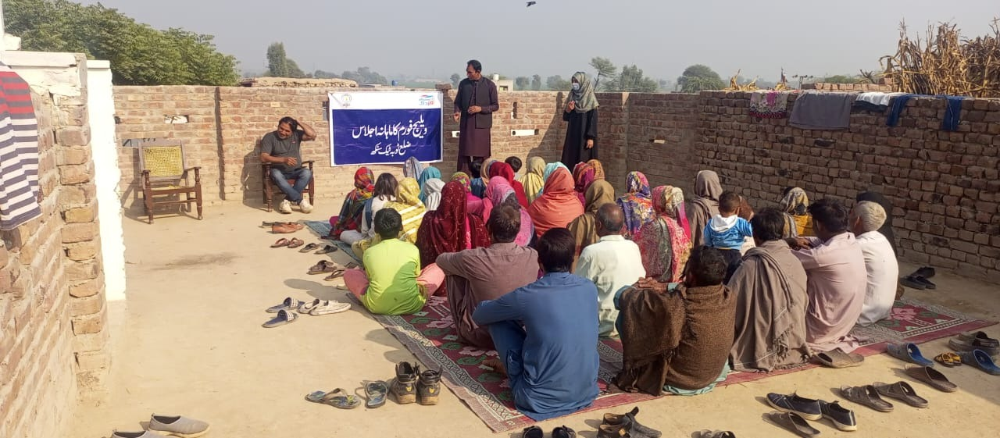 ویلیج فورم کا ماہانہ اجلاس
ضلع ٹوبہ ٹیک سنگھ